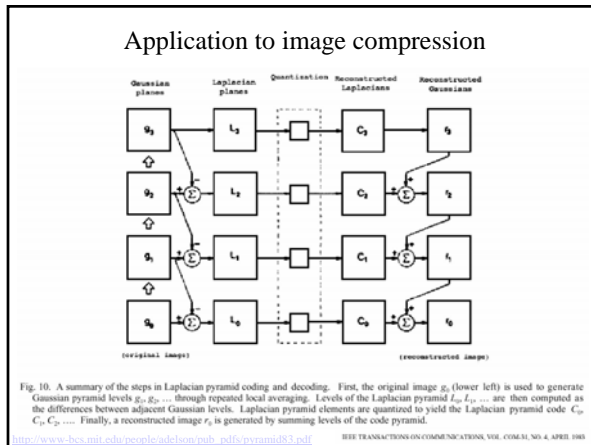 Application to image compression
Gaussian planes
Laplacian planes
Quantization
Reconstructed Laplacians
Reconstructed Gaussians
g₃ L₃ C₃ r₃
− +
g₂ + Σ L₂ C₂ + Σ r₂
− +
g₁ + Σ L₁ C₁ + Σ r₁
− +
g₀ + Σ L₀ C₀ + Σ r₀
(original image) (reconstructed image)
Fig. 10. A summary of the steps in Laplacian pyramid coding and decoding. First, the original image g₀ (lower left) is used to generate
Gaussian pyramid levels g₁, g₂, ... through repeated local averaging. Levels of the Laplacian pyramid L₀, L₁, ... are then computed as
the differences between adjacent Gaussian levels. Laplacian pyramid elements are quantized to yield the Laplacian pyramid code C₀,
C₁, C₂, .... Finally, a reconstructed image r₀ is generated by summing levels of the code pyramid.
http://www-bcs.mit.edu/people/adelson/pub_pdfs/pyramid83.pdf
IEEE TRANSACTIONS ON COMMUNICATIONS, VOL. COM-31, NO. 4, APRIL 1983